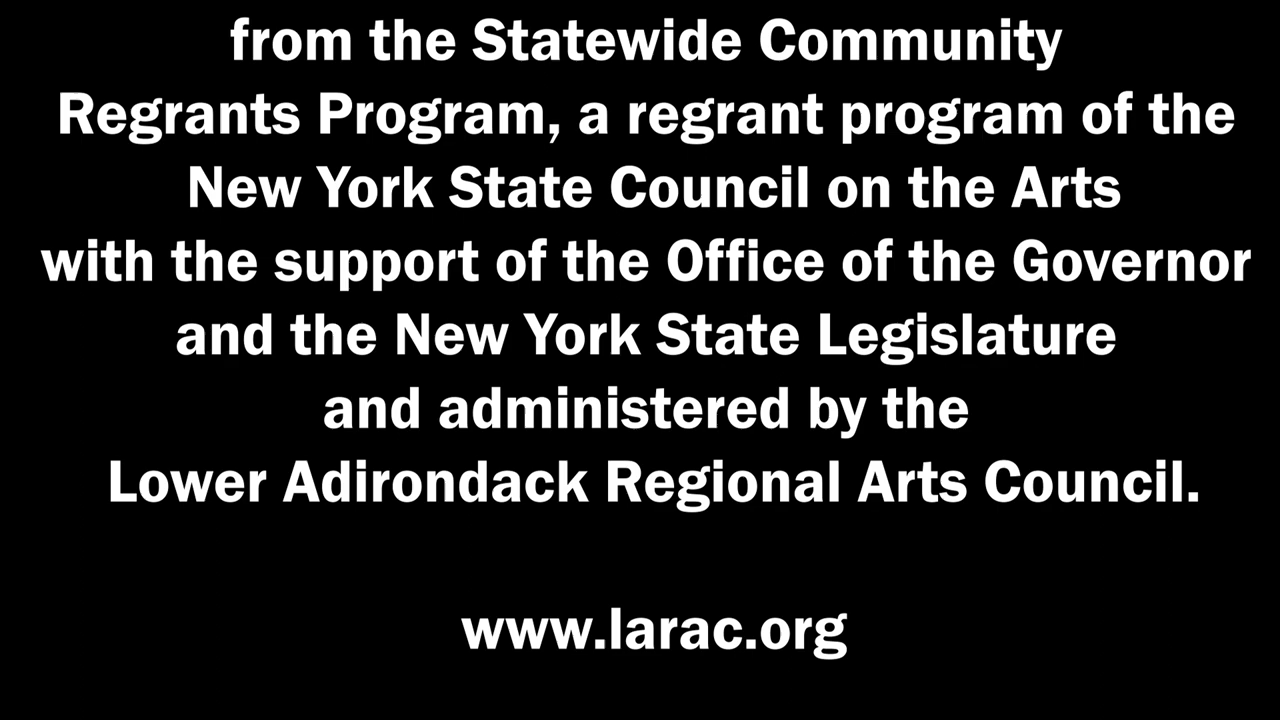 from the Statewide Community
Regrants Program, a regrant program of the
New York State Council on the Arts
with the support of the Office of the Governor
and the New York State Legislature
and administered by the
Lower Adirondack Regional Arts Council.
www.larac.org